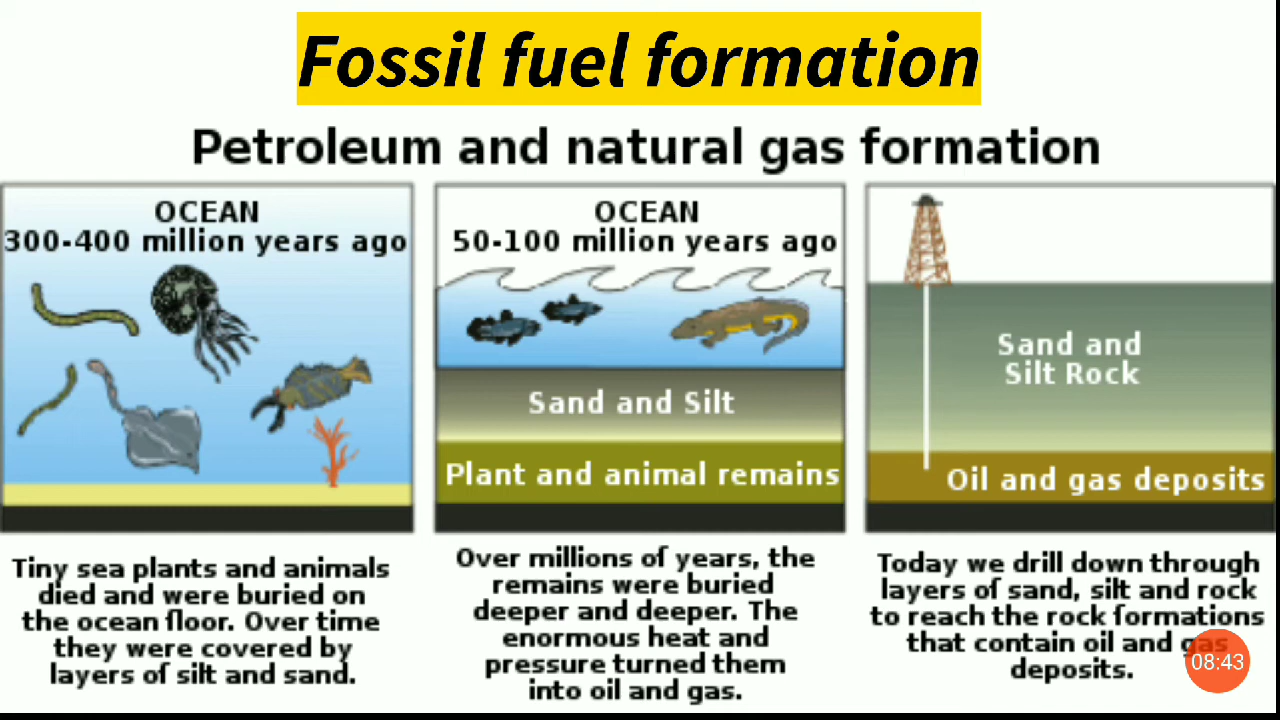 Fossil fuel formation
Petroleum and natural gas formation
OCEAN
300-400 million years ago
Tiny sea plants and animals
died and were buried on
the ocean floor. Over time
they were covered by
layers of silt and sand.
OCEAN
50-100 million years ago
Sand and Silt
Plant and animal remains
Over millions of years, the
remains were buried
deeper and deeper. The
enormous heat and
pressure turned them
into oil and gas.
Sand and
Silt Rock
Oil and gas deposits
Today we drill down through
layers of sand, silt and rock
to reach the rock formations
that contain oil and gas
deposits.
08:43